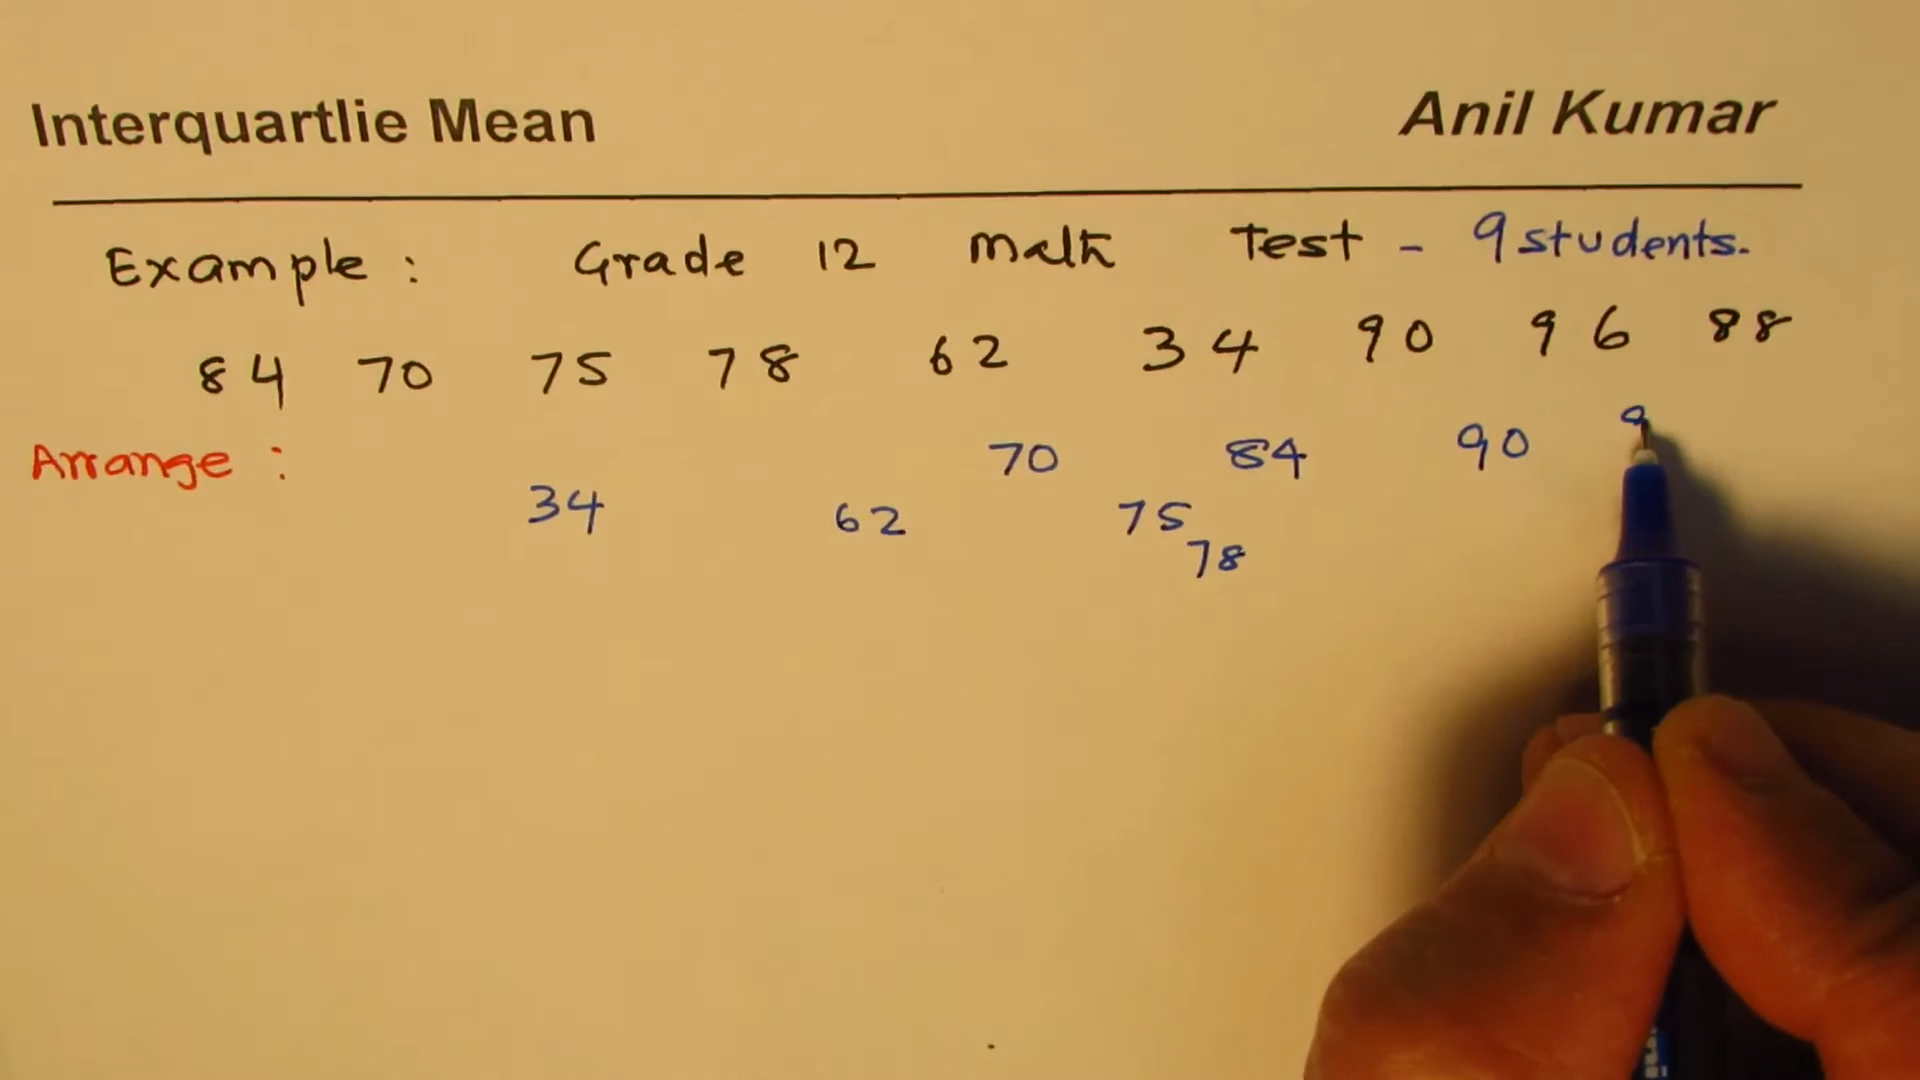 Interquartlie Mean Anil Kumar
Example : Grade 12 Math Test - 9 students.
84 70 75 78 62 34 90 96 88
Arrange : 70 84 90 9
34 62 75
78